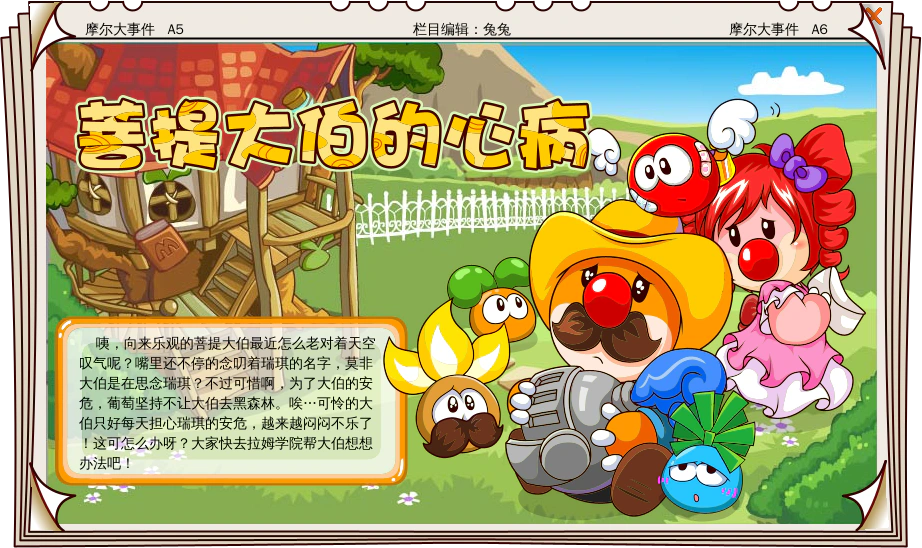 摩尔大事件 A5
栏目编辑：兔兔
摩尔大事件 A6
菩提大伯的心病
咦，向来乐观的菩提大伯最近怎么老对着天空
叹气呢？嘴里还不停的念叨着瑞琪的名字，莫非
大伯是在思念瑞琪？不过可惜啊，为了大伯的安
危，葡萄坚持不让大伯去黑森林。唉…可怜的大
伯只好每天担心瑞琪的安危，越来越闷闷不乐了
！这可怎么办呀？大家快去拉姆学院帮大伯想想
办法吧！
M